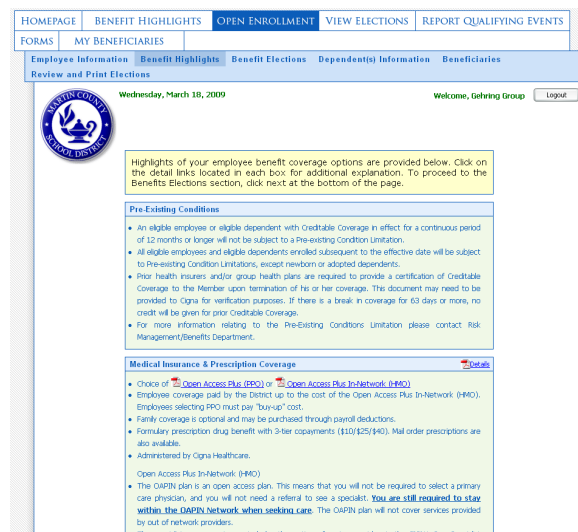 HOMEPAGE BENEFIT HIGHLIGHTS OPEN ENROLLMENT VIEW ELECTIONS REPORT QUALIFYING EVENTS
FORMS MY BENEFICIARIES
Employee Information Benefit Highlights Benefit Elections Dependent(s) Information Beneficiaries
Review and Print Elections
MARTIN COUNTY
SCHOOL DISTRICT
Wednesday, March 18, 2009 Welcome, Gehring Group Logout
Highlights of your employee benefit coverage options are provided below. Click on
the detail links located in each box for additional explanation. To proceed to the
Benefits Elections section, click next at the bottom of the page.
Pre-Existing Conditions
• An eligible employee or eligible dependent with Creditable Coverage in effect for a continuous period
of 12 months or longer will not be subject to a Pre-existing Condition Limitation.
• All eligible employees and eligible dependents enrolled subsequent to the effective date will be subject
to Pre-existing Condition Limitations, except newborn or adopted dependents.
• Prior health insurers and/or group health plans are required to provide a certification of Creditable
Coverage to the Member upon termination of his or her coverage. This document may need to be
provided to Cigna for verification purposes. If there is a break in coverage for 63 days or more, no
credit will be given for prior Creditable Coverage.
• For more information relating to the Pre-Existing Conditions Limitation please contact Risk
Management/Benefits Department.
Medical Insurance & Prescription Coverage Details
• Choice of Open Access Plus (PPO) or Open Access Plus In-Network (HMO)
• Employee coverage paid by the District up to the cost of the Open Access Plus In-Network (HMO).
Employees selecting PPO must pay "buy-up" cost.
• Family coverage is optional and may be purchased through payroll deductions.
• Formulary prescription drug benefit with 3-tier copayments ($10/$25/$40). Mail order prescriptions are
also available.
• Administered by Cigna Healthcare.
Open Access Plus In-Network (HMO)
• The OAPIN plan is an open access plan. This means that you will not be required to select a primary
care physician, and you will not need a referral to see a specialist. You are still required to stay
within the OAPIN Network when seeking care. The OAPIN plan will not cover services provided
by out of network providers.